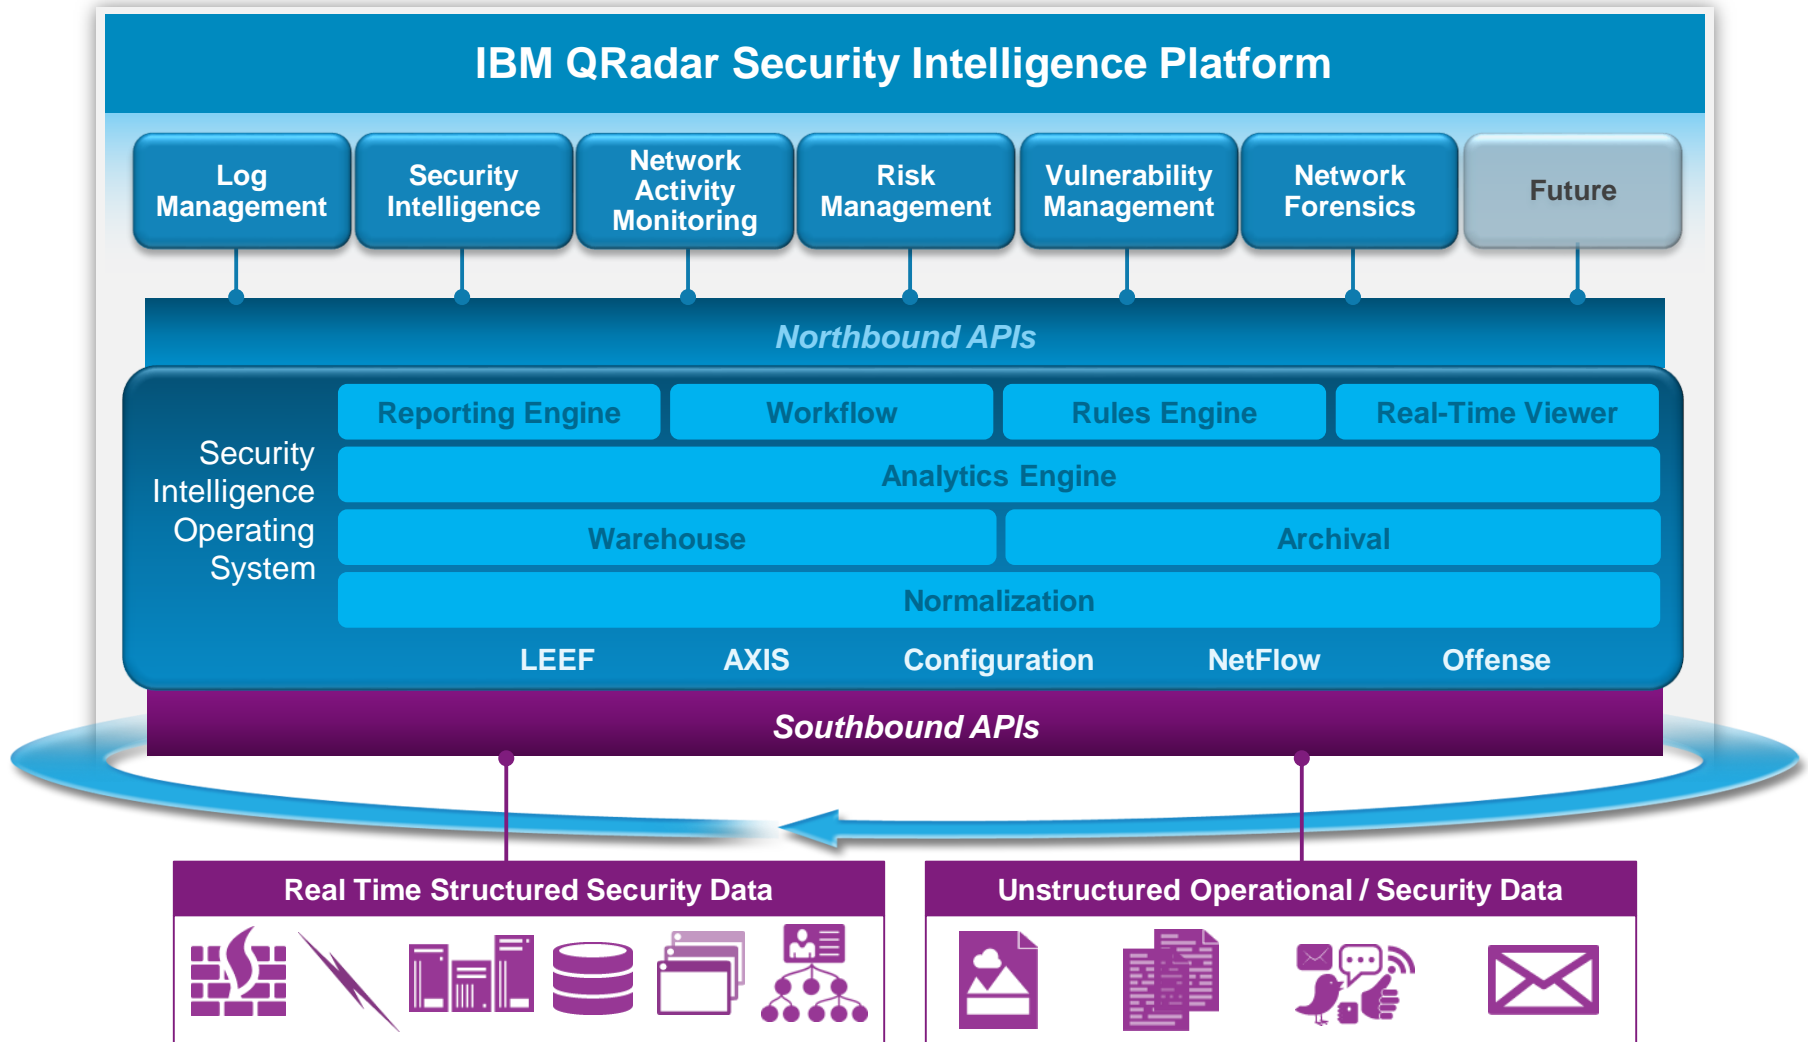 IBM QRadar Security Intelligence Platform
Log
Management
Security
Intelligence
Network
Activity
Monitoring
Risk
Management
Vulnerability
Management
Network
Forensics
Future
Northbound APIs
Security
Intelligence
Operating
System
Reporting Engine
Workflow
Rules Engine
Real-Time Viewer
Analytics Engine
Warehouse
Archival
Normalization
LEEF
AXIS
Configuration
NetFlow
Offense
Southbound APIs
Real Time Structured Security Data
Unstructured Operational / Security Data